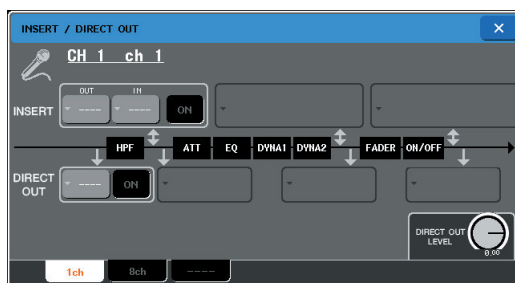 INSERT / DIRECT OUT
CH 1 ch 1
OUT IN
INSERT ---- ---- ON
HPF ATT EQ DYNA1 DYNA2 FADER ON/OFF
DIRECT OUT ---- ON
DIRECT OUT LEVEL
0.00
1ch 8ch ----